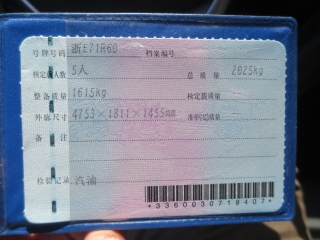 号牌号码 浙E71R60 档案编号
核定载人数 5人 总质量 2025kg
整备质量 1615kg 核定载质量
外廓尺寸 4753×1811×1455mm 准牵引总质量
备注
检验记录 汽油
*3360030719407*